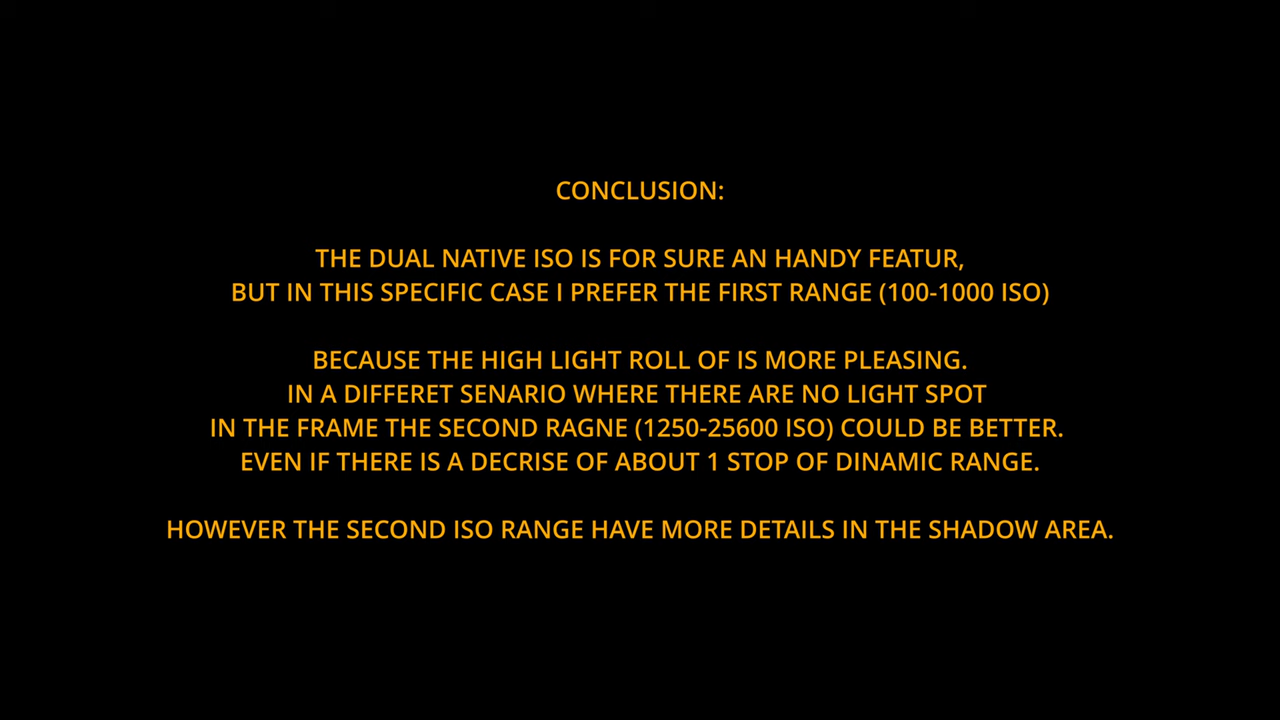 CONCLUSION:
THE DUAL NATIVE ISO IS FOR SURE AN HANDY FEATUR,
BUT IN THIS SPECIFIC CASE I PREFER THE FIRST RANGE (100-1000 ISO)
BECAUSE THE HIGH LIGHT ROLL OF IS MORE PLEASING.
IN A DIFFERET SENARIO WHERE THERE ARE NO LIGHT SPOT
IN THE FRAME THE SECOND RAGNE (1250-25600 ISO) COULD BE BETTER.
EVEN IF THERE IS A DECRISE OF ABOUT 1 STOP OF DINAMIC RANGE.
HOWEVER THE SECOND ISO RANGE HAVE MORE DETAILS IN THE SHADOW AREA.